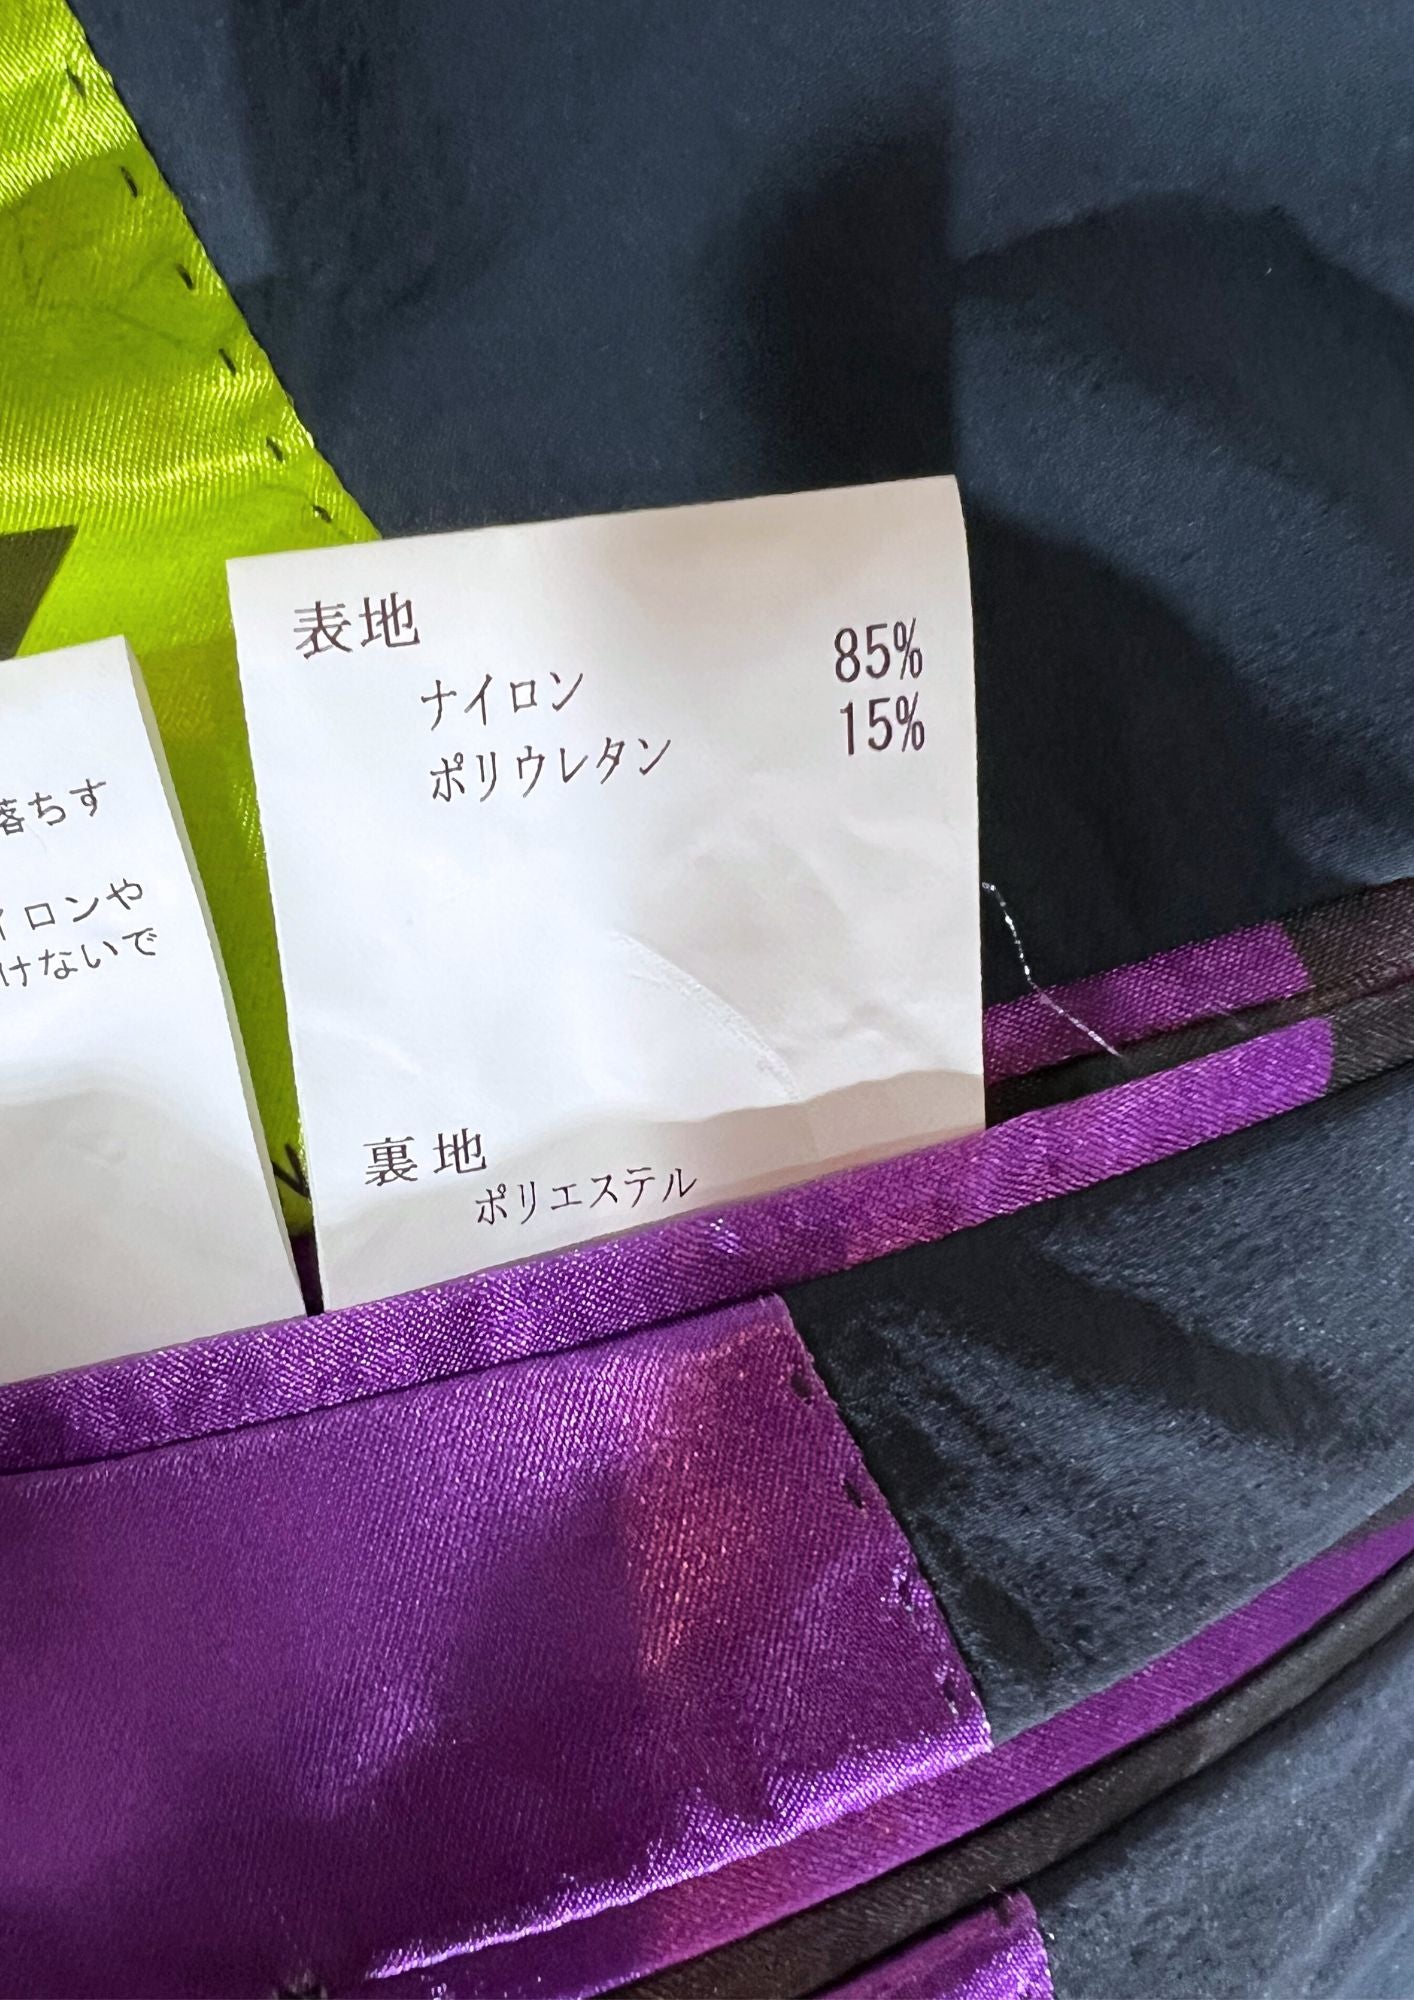 表地
ナイロン 85%
ポリウレタン 15%
裏地
ポリエステル
落ちす
イロンや
けないで